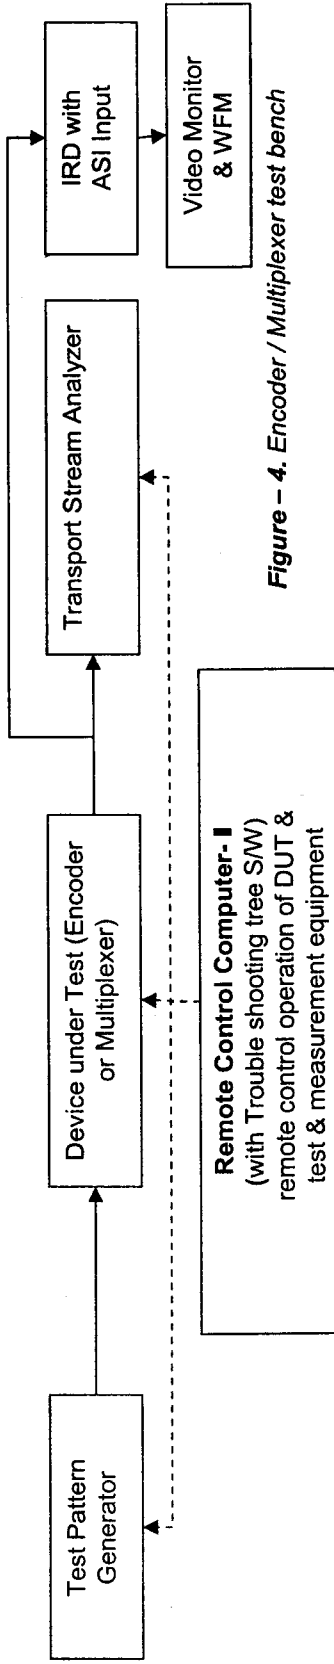 Test Pattern
Generator
Device under Test (Encoder
or Multiplexer)
Transport Stream Analyzer
IRD with
ASI Input
Video Monitor
& WFM
Remote Control Computer- II
(with Trouble shooting tree S/W)
remote control operation of DUT &
test & measurement equipment
Figure – 4. Encoder / Multiplexer test bench